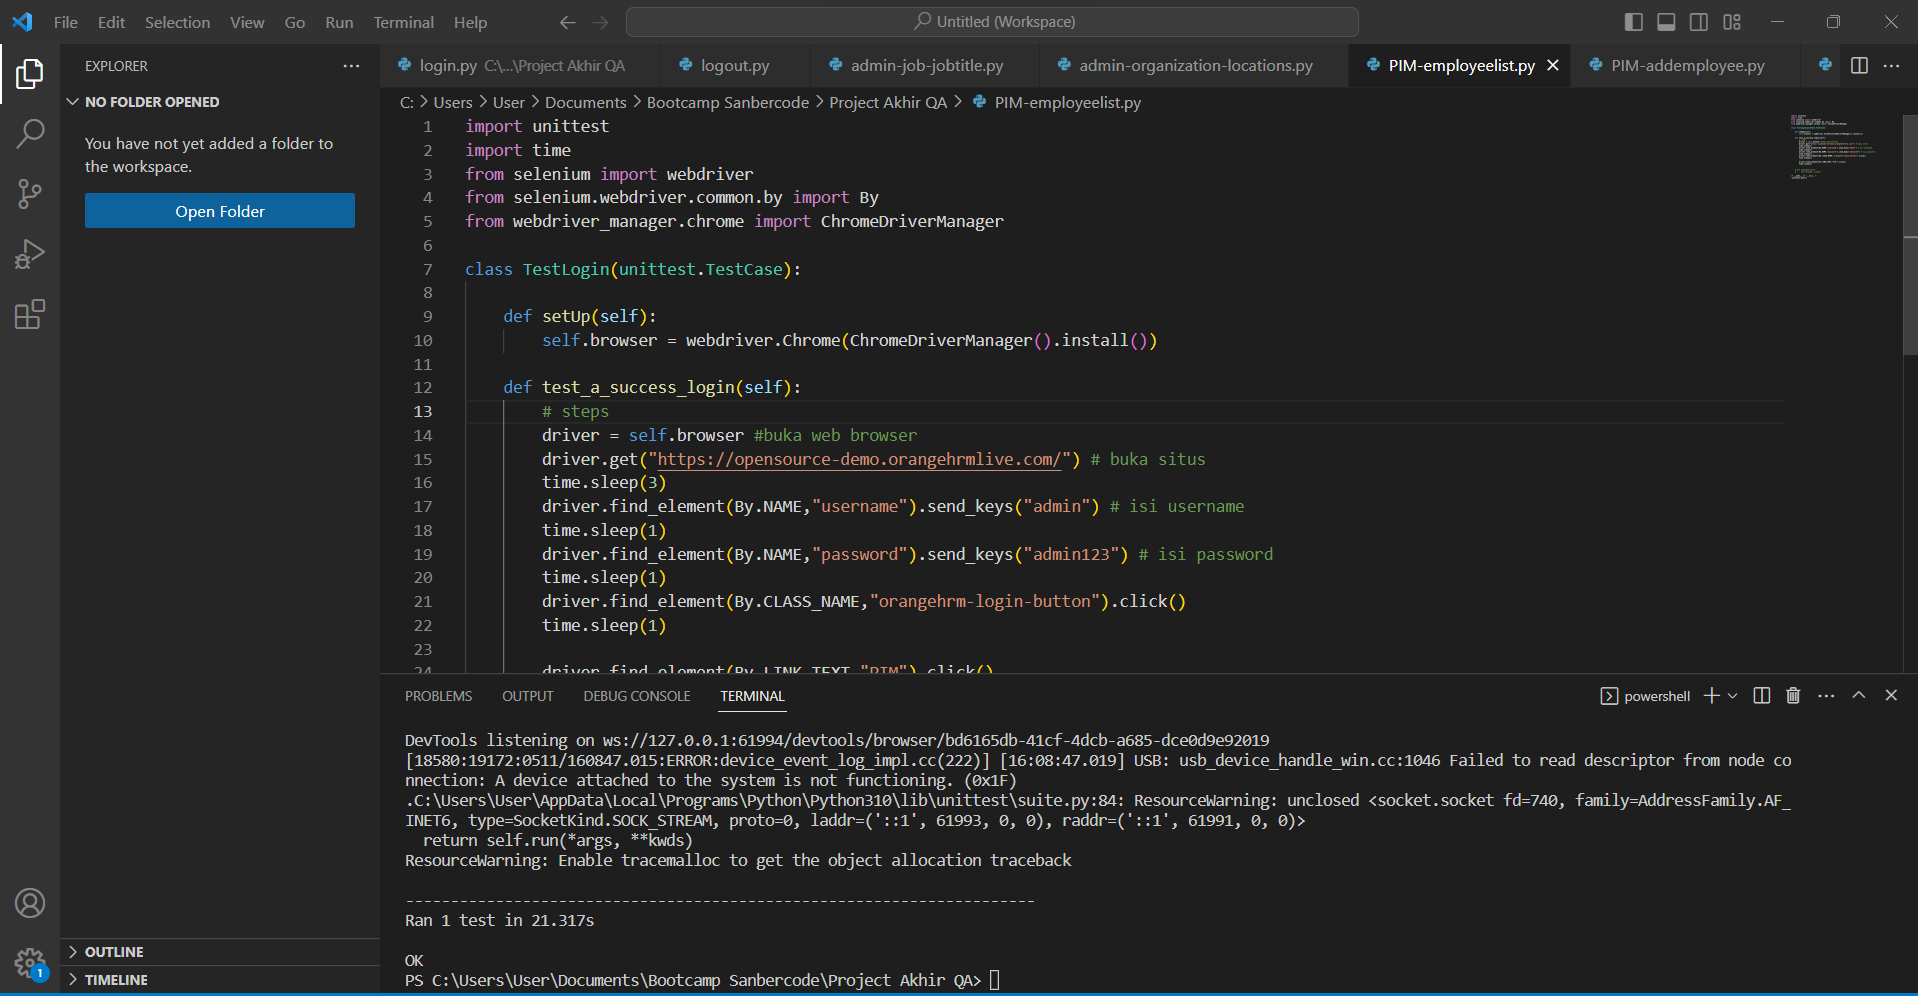 File Edit Selection View Go Run Terminal Help Untitled (Workspace)
EXPLORER
NO FOLDER OPENED
You have not yet added a folder to
the workspace.
Open Folder
OUTLINE
TIMELINE
1
login.py C:\...\Project Akhir QA logout.py admin-job-jobtitle.py admin-organization-locations.py PIM-employeelist.py PIM-addemployee.py
C: > Users > User > Documents > Bootcamp Sanbercode > Project Akhir QA > PIM-employeelist.py
1 import unittest
2 import time
3 from selenium import webdriver
4 from selenium.webdriver.common.by import By
5 from webdriver_manager.chrome import ChromeDriverManager
6
7 class TestLogin(unittest.TestCase):
8
9 def setUp(self):
10 self.browser = webdriver.Chrome(ChromeDriverManager().install())
11
12 def test_a_success_login(self):
13 # steps
14 driver = self.browser #buka web browser
15 driver.get("https://opensource-demo.orangehrmlive.com/") # buka situs
16 time.sleep(3)
17 driver.find_element(By.NAME,"username").send_keys("admin") # isi username
18 time.sleep(1)
19 driver.find_element(By.NAME,"password").send_keys("admin123") # isi password
20 time.sleep(1)
21 driver.find_element(By.CLASS_NAME,"orangehrm-login-button").click()
22 time.sleep(1)
23
24 driver.find_element(By.LINK_TEXT,"PIM").click()
PROBLEMS OUTPUT DEBUG CONSOLE TERMINAL powershell
DevTools listening on ws://127.0.0.1:61994/devtools/browser/bd6165db-41cf-4dcb-a685-dce0d9e92019
[18580:19172:0511/160847.015:ERROR:device_event_log_impl.cc(222)] [16:08:47.019] USB: usb_device_handle_win.cc:1046 Failed to read descriptor from node co
nnection: A device attached to the system is not functioning. (0x1F)
.C:\Users\User\AppData\Local\Programs\Python\Python310\lib\unittest\suite.py:84: ResourceWarning: unclosed <socket.socket fd=740, family=AddressFamily.AF_
INET6, type=SocketKind.SOCK_STREAM, proto=0, laddr=('::1', 61993, 0, 0), raddr=('::1', 61991, 0, 0)>
return self.run(*args, **kwds)
ResourceWarning: Enable tracemalloc to get the object allocation traceback
----------------------------------------------------------------------
Ran 1 test in 21.317s
OK
PS C:\Users\User\Documents\Bootcamp Sanbercode\Project Akhir QA>